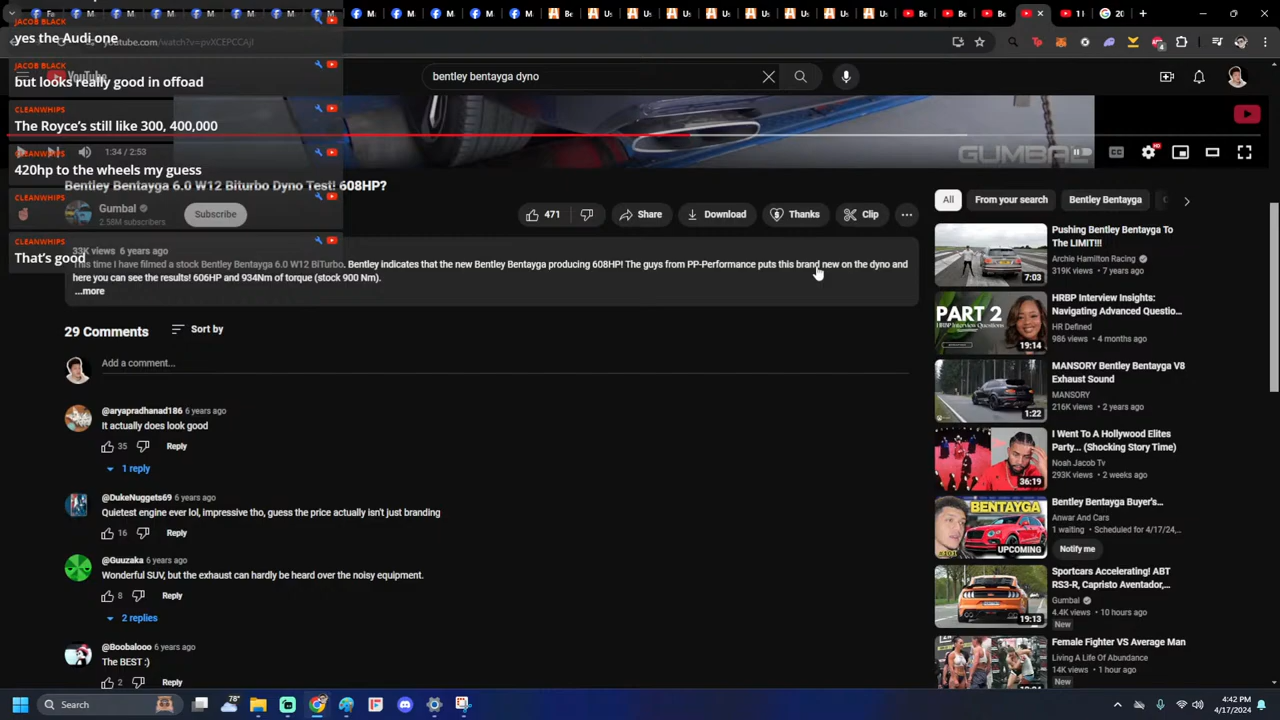 JACOB BLACK
yes the Audi one
youtube.com/watch?v=pvXCEPCCAjI
JACOB BLACK
but looks really good in offoad
YouTube
bentley bentayga dyno
CLEANWHIPS
The Royce's still like 300, 400,000
CLEANWHIPS
420hp to the wheels my guess
1:34 / 2:53
GUMBAL
HD
CLEANWHIPS
Bentley Bentayga 6.0 W12 Biturbo Dyno Test! 608HP?
Gumbal
2.58M subscribers
Subscribe
471
Share
Download
Thanks
Clip
CLEANWHIPS
That's good
33K views 6 years ago
This time I have filmed a stock Bentley Bentayga 6.0 W12 BiTurbo. Bentley indicates that the new Bentley Bentayga producing 608HP! The guys from PP-Performance puts this brand new on the dyno and
here you can see the results! 606HP and 934Nm of torque (stock 900Nm).
...more
29 Comments
Sort by
Add a comment...
@aryapradhanad186 6 years ago
It actually does look good
35
Reply
1 reply
@DukeNuggets69 6 years ago
Quietest engine ever lol, impressive tho, guess the price actually isn't just branding
16
Reply
@Guuzaka 6 years ago
Wonderful SUV, but the exhaust can hardly be heard over the noisy equipment.
8
Reply
2 replies
@Boobalooo 6 years ago
The BEST :)
2
Reply
All
From your search
Bentley Bentayga
Pushing Bentley Bentayga To
The LIMIT!!!
Archie Hamilton Racing
319K views • 7 years ago
7:03
PART 2
HRBP Interview Questions
19:14
HRBP Interview Insights:
Navigating Advanced Questio...
HR Defined
986 views • 4 months ago
1:22
MANSORY Bentley Bentayga V8
Exhaust Sound
MANSORY
216K views • 2 years ago
36:19
I Went To A Hollywood Elites
Party... (Shocking Story Time)
Noah Jacob Tv
293K views • 2 weeks ago
BENTAYGA
UPCOMING
Bentley Bentayga Buyer's...
Anwar And Cars
1 waiting • Scheduled for 4/17/24,...
Notify me
19:13
Sportcars Accelerating! ABT
RS3-R, Capristo Aventador,...
Gumbal
4.4K views • 10 hours ago
New
Female Fighter VS Average Man
Living A Life Of Abundance
14K views • 1 hour ago
New
Search
78°
4:42 PM
4/17/2024